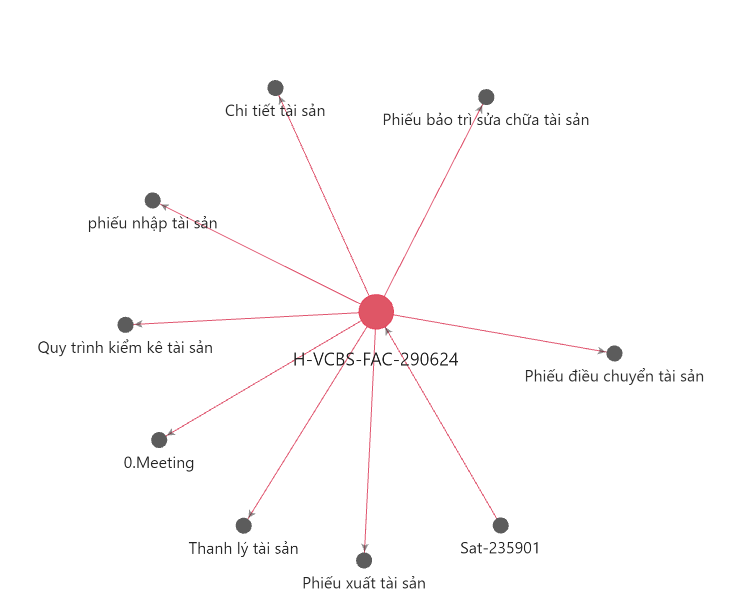 Chi tiết tài sản
Phiếu bảo trì sửa chữa tài sản
phiếu nhập tài sản
Quy trình kiểm kê tài sản
H-VCBS-FAC-290624
Phiếu điều chuyển tài sản
0.Meeting
Thanh lý tài sản
Sat-235901
Phiếu xuất tài sản